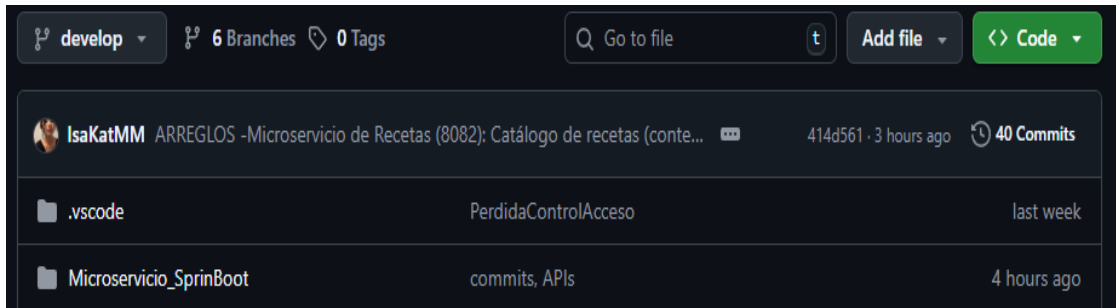 develop 6 Branches 0 Tags Go to file t Add file <> Code
IsaKatMM ARREGLOS -Microservicio de Recetas (8082): Catálogo de recetas (conte... 414d561 · 3 hours ago 40 Commits
.vscode PerdidaControlAcceso last week
Microservicio_SprinBoot commits, APIs 4 hours ago